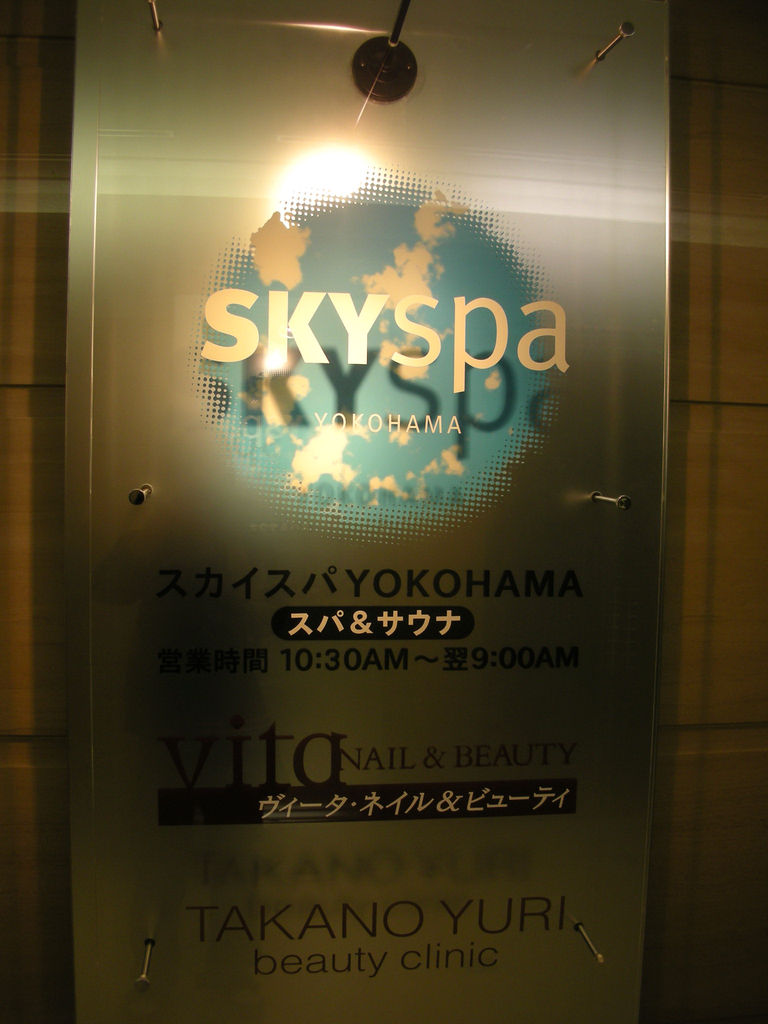 SKYspa
YOKOHAMA
スカイスパYOKOHAMA
スパ&サウナ
営業時間 10:30AM～翌9:00AM
vita NAIL & BEAUTY
ヴィータ・ネイル&ビューティ
TAKANO YURI
beauty clinic